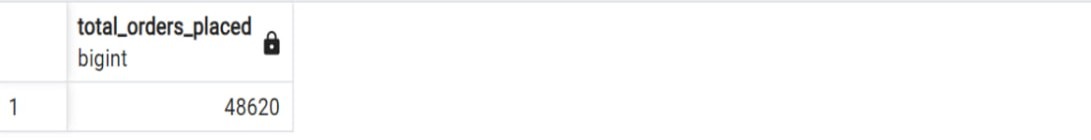 total_orders_placed
bigint
1 48620